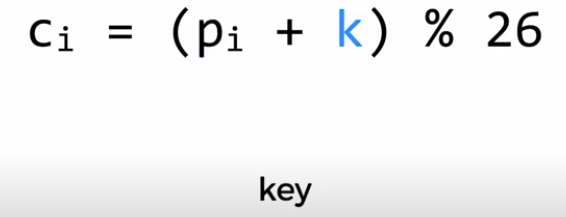 cᵢ = (pᵢ + k) % 26
key